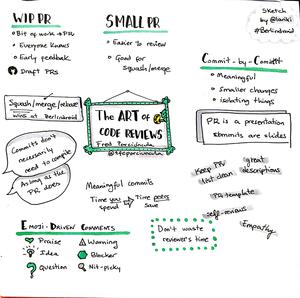 WIP PR
• Bit of work → PR
• Everyone knows
• Early feedback
Draft PRs
SMALL PR
• Easier to review
• Good for
Squash/merge
Sketch
by @lariki
#Berlindroid
Commit-by-Commit
• Meaningful
• smaller changes
• isolating things
Squash/merge/rebase
wins at Berlindroid
The ART of
CODE REVIEWS
Fred Porciúncula
PR is a presentation
commits are slides
Commits don't
necessarily
need to compile
As long as the
PR does
Meaningful commits
Time you spend → Time peers save
Keep PR
list clean
great
descriptions
PR template
self-reviews
Empathy
Don't waste
reviewer's time
EMOJI-DRIVEN COMMENTS
Praise
Warning
Idea
Blocker
Question
Nit-picky